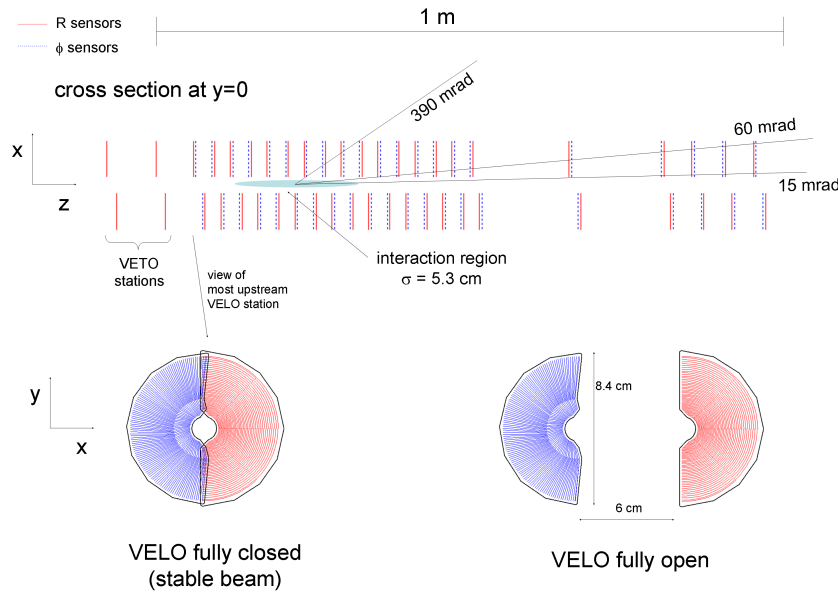 R sensors
ϕ sensors
1 m
cross section at y=0
390 mrad
60 mrad
15 mrad
x
z
VETO
stations
view of
most upstream
VELO station
interaction region
σ = 5.3 cm
y
x
8.4 cm
6 cm
VELO fully closed
(stable beam)
VELO fully open